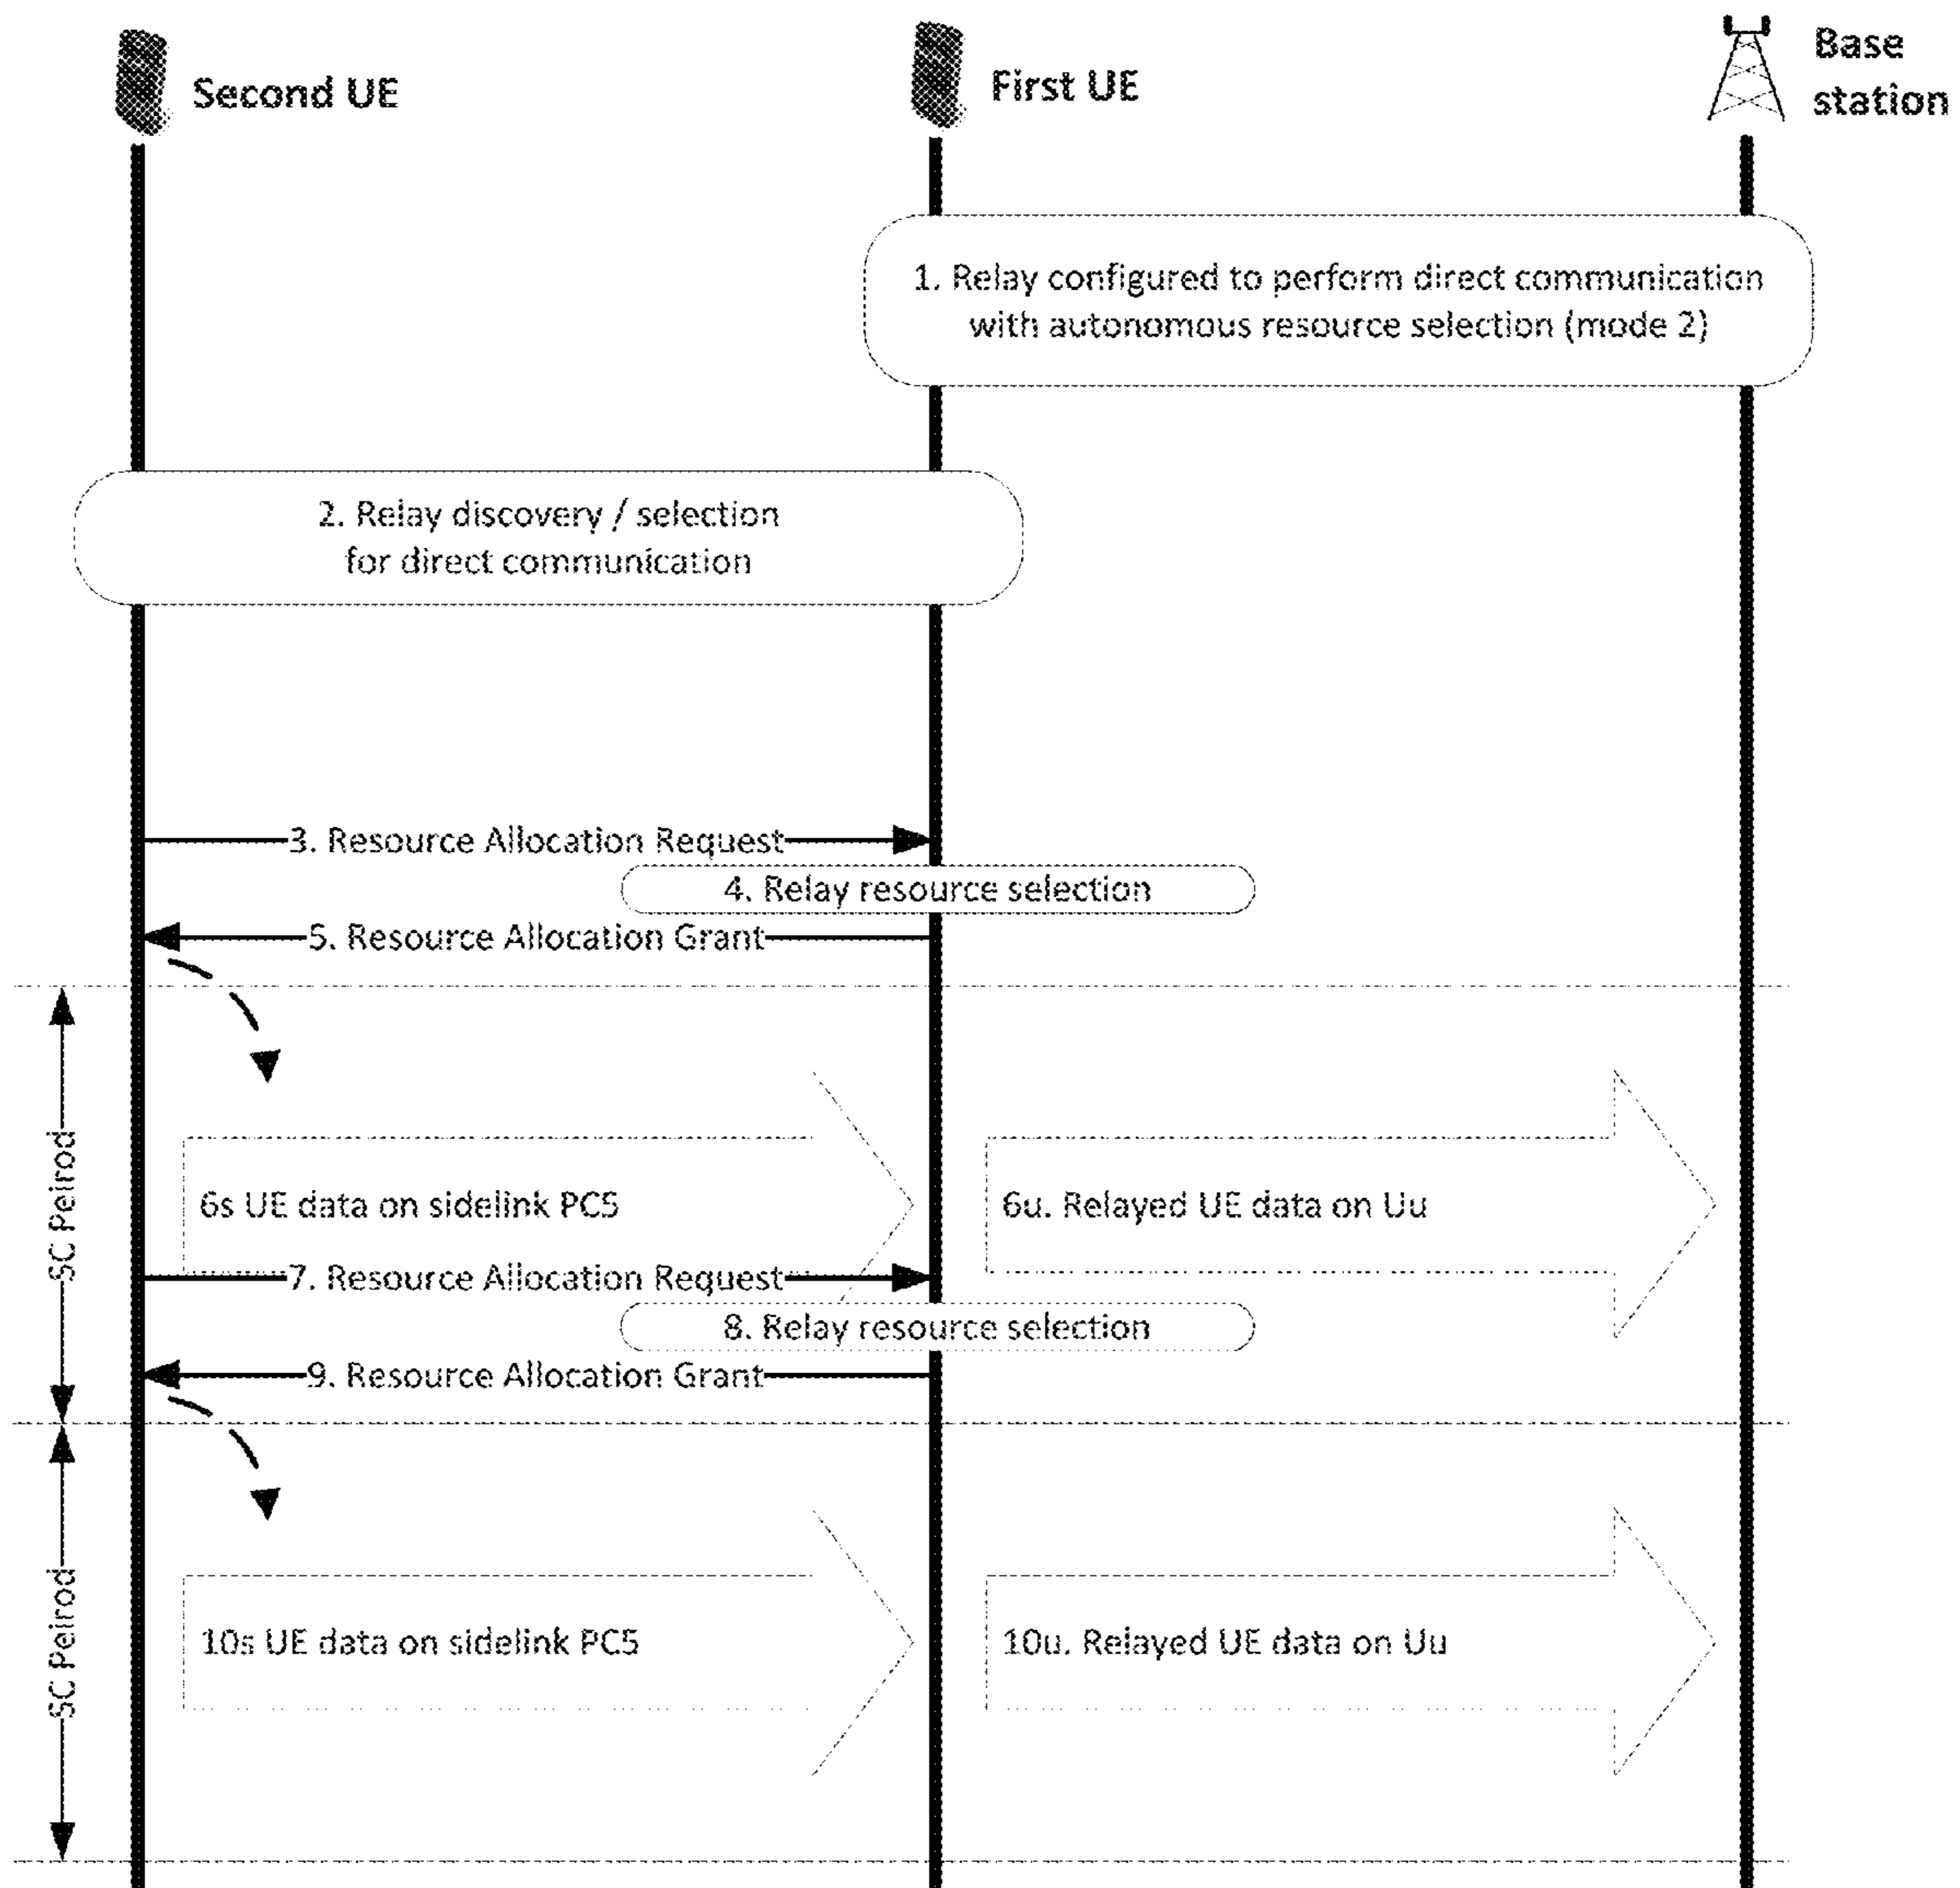 Second UE
First UE
Base
station
1. Relay configured to perform direct communication
with autonomous resource selection (mode 2)
2. Relay discovery / selection
for direct communication
3. Resource Allocation Request
4. Relay resource selection
5. Resource Allocation Grant
SC Peirod
6s UE data on sidelink PC5
6u. Relayed UE data on Uu
7. Resource Allocation Request
8. Relay resource selection
9. Resource Allocation Grant
SC Peirod
10s UE data on sidelink PC5
10u. Relayed UE data on Uu